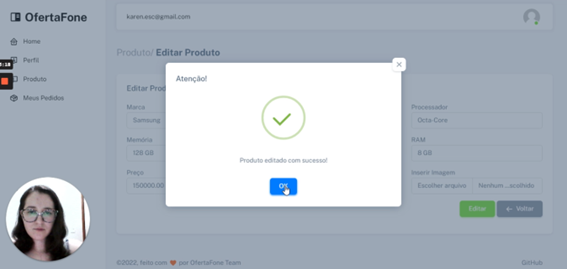 OfertaFone
karen.esc@gmail.com
Home
Perfil
Produto
Meus Pedidos
Produto/ Editar Produto
Atenção!
Produto editado com sucesso!
OK
Editar Prod
Marca
Samsung
Memória
128 GB
Preço
150000.00
Processador
Octa-Core
RAM
8 GB
Inserir Imagem
Escolher arquivo Nenhum ...scolhido
Editar
← Voltar
©2022, feito com ❤ por OfertaFone Team
GitHub